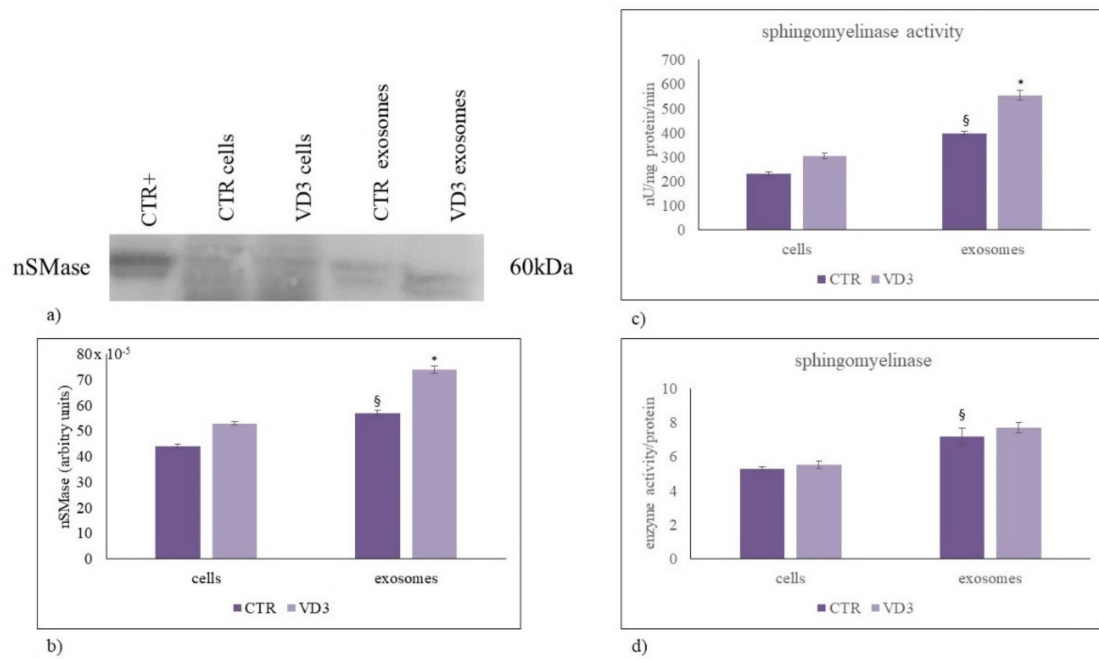 CTR+
CTR cells
VD3 cells
CTR exosomes
VD3 exosomes
nSMase
60kDa
a)
80x 10-5
70
60
50
40
30
20
10
0
nSMase (arbitry units)
§
*
cells
exosomes
CTR
VD3
b)
sphingomyelinase activity
700
600
500
400
300
200
100
0
nU/mg protein/min
§
*
cells
exosomes
CTR
VD3
c)
sphingomyelinase
10
8
6
4
2
0
enzyme activity/protein
§
cells
exosomes
CTR
VD3
d)